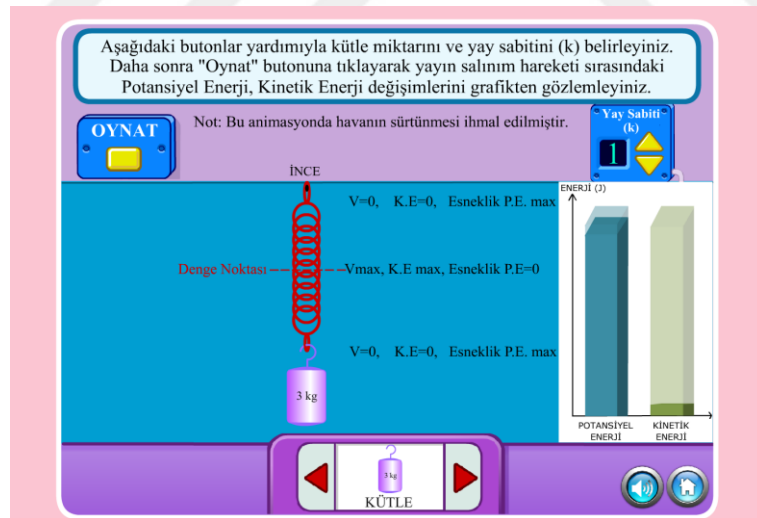 Aşağıdaki butonlar yardımıyla kütle miktarını ve yay sabitini (k) belirleyiniz.
Daha sonra "Oynat" butonuna tıklayarak yayın salınım hareketi sırasındaki
Potansiyel Enerji, Kinetik Enerji değişimlerini grafikten gözlemleyiniz.
OYNAT
Not: Bu animasyonda havanın sürtünmesi ihmal edilmiştir.
Yay Sabiti
(k)
1
İNCE
V=0, K.E=0, Esneklik P.E. max
ENERJİ (J)
Denge Noktası
Vmax, K.E max, Esneklik P.E=0
V=0, K.E=0, Esneklik P.E. max
3 kg
POTANSİYEL
ENERJİ
KİNETİK
ENERJİ
3 kg
KÜTLE